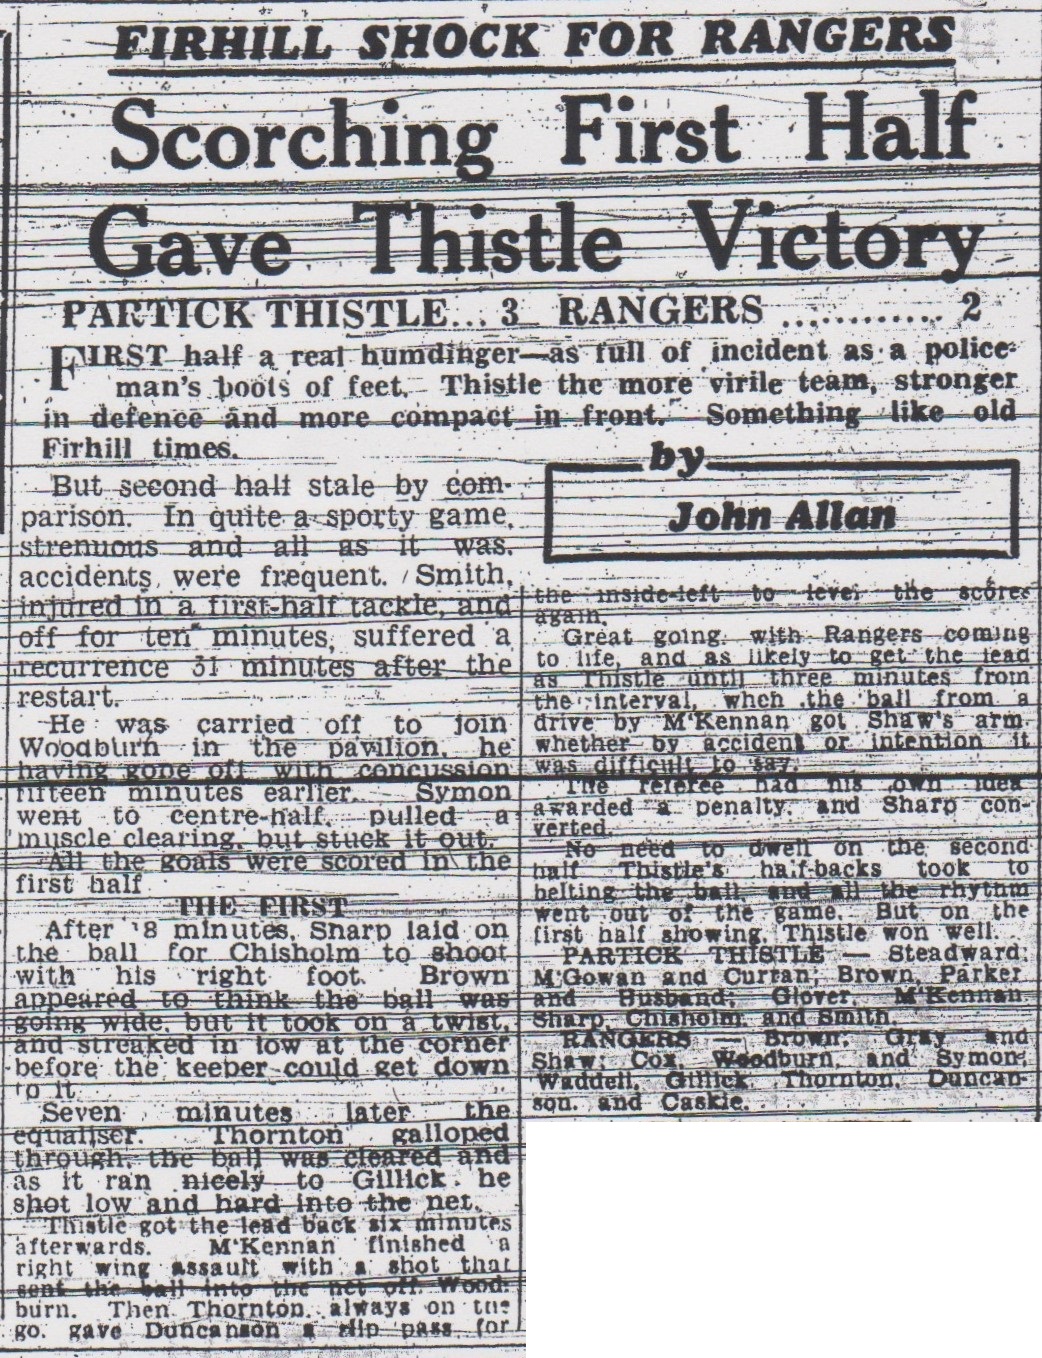 FIRHILL SHOCK FOR RANGERS
Scorching First Half
Gave Thistle Victory
PARTICK THISTLE... 3 RANGERS ............ 2
FIRST half a real humdinger—as full of incident as a police-
man's boots of feet. Thistle the more virile team, stronger
in defence and more compact in front. Something like old
Firhill times.
by
John Allan
But second half stale by com-
parison. In quite a sporty game,
strenuous and all as it was,
accidents were frequent. Smith,
injured in a first-half tackle, and
off for ten minutes, suffered a
recurrence 31 minutes after the
restart.
He was carried off to join
Woodburn in the pavilion, he
having gone off with concussion
fifteen minutes earlier. Symon
went to centre-half, pulled a
muscle clearing, but stuck it out.
All the goals were scored in the
first half
THE FIRST
After 18 minutes, Sharp laid on
the ball for Chisholm to shoot
with his right foot. Brown
appeared to think the ball was
going wide, but it took on a twist,
and streaked in low at the corner
before the keeper could get down
to it
Seven minutes later the
equaliser. Thornton galloped
through, the ball was cleared and
as it ran nicely to Gillick he
shot low and hard into the net.
Thistle got the lead back six minutes
afterwards. M'Kennan finished a
right wing assault with a shot that
sent the ball into the net off Wood-
burn. Then Thornton, always on the
go, gave Duncanson a slip pass for
the inside-left to level the scores
again.
Great going, with Rangers coming
to life, and as likely to get the lead
as Thistle until three minutes from
the interval, when the ball from a
drive by M'Kennan got Shaw's arm
whether by accident or intention it
was difficult to say.
The referee had his own idea
awarded a penalty, and Sharp con-
verted.
No need to dwell on the second
half Thistle's half-backs took to
belting the ball, and all the rhythm
went out of the game. But on the
first half showing, Thistle won well.
PARTICK THISTLE — Steadward;
M'Gowan and Curran; Brown, Parker
and Husband; Glover, M'Kennan,
Sharp, Chisholm, and Smith
RANGERS — Brown; Gray and
Shaw; Cox Woodburn, and Symon;
Waddell, Gillick Thornton, Duncan-
son, and Caskie.